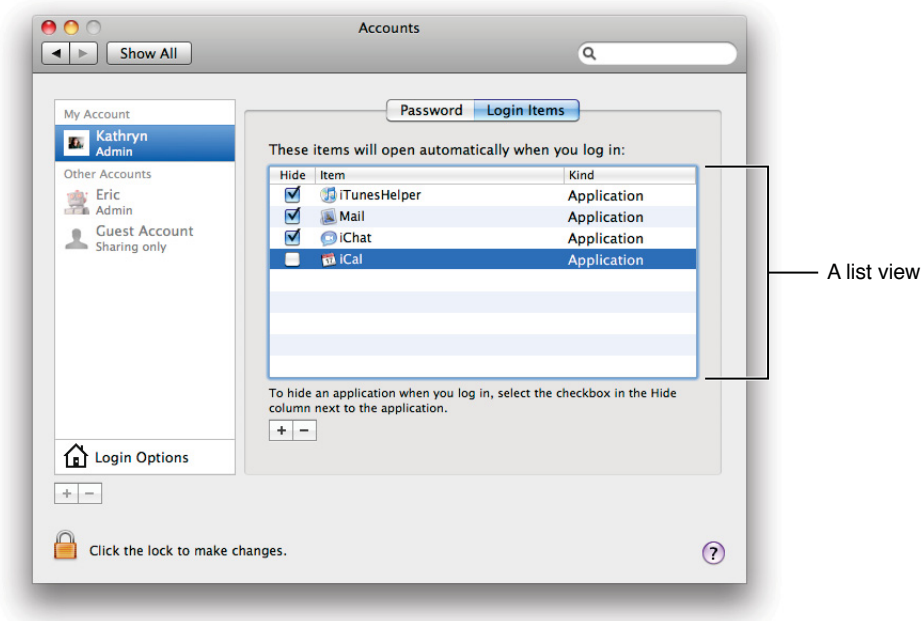 Accounts
Show All
My Account
Kathryn
Admin
Other Accounts
Eric
Admin
Guest Account
Sharing only
Login Options
+ −
Password Login Items
These items will open automatically when you log in:
Hide Item Kind
iTunesHelper Application
Mail Application
iChat Application
iCal Application
To hide an application when you log in, select the checkbox in the Hide
column next to the application.
+ −
A list view
Click the lock to make changes.
?